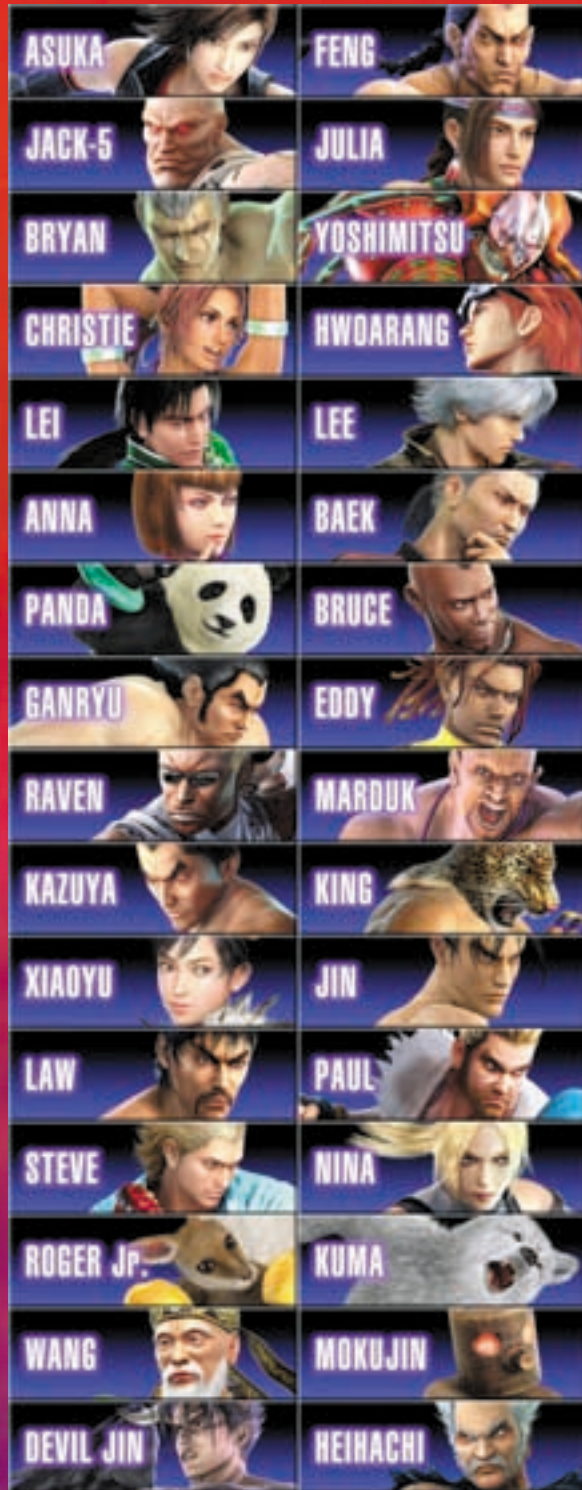 ASUKA FENG
JACK-5 JULIA
BRYAN YOSHIMITSU
CHRISTIE HWOARANG
LEI LEE
ANNA BAEK
PANDA BRUCE
GANRYU EDDY
RAVEN MARDUK
KAZUYA KING
XIAOYU JIN
LAW PAUL
STEVE NINA
ROGER Jr. KUMA
WANG MOKUJIN
DEVIL JIN HEIHACHI